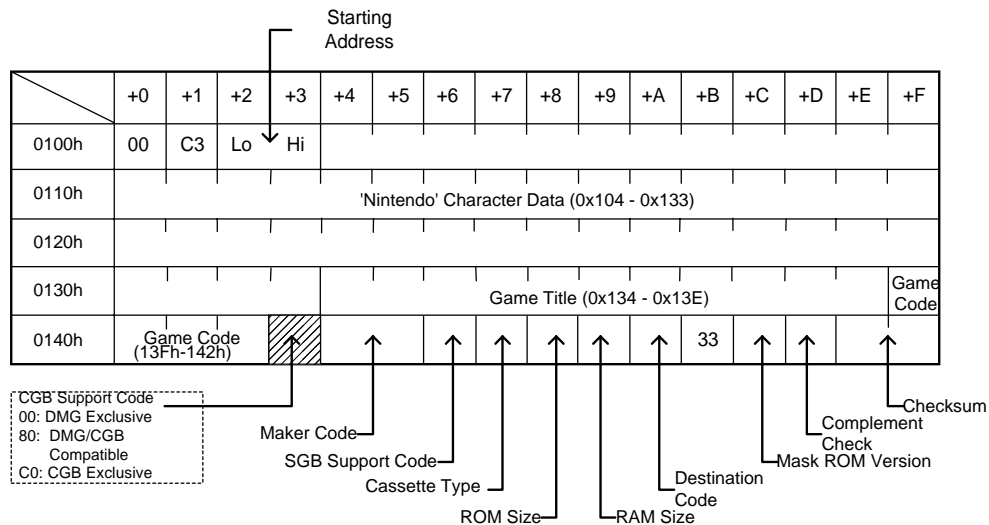 Starting
Address
+0 +1 +2 +3 +4 +5 +6 +7 +8 +9 +A +B +C +D +E +F
0100h 00 C3 Lo Hi
0110h 'Nintendo' Character Data (0x104 - 0x133)
0120h
0130h Game Title (0x134 - 0x13E) Game
Code
0140h Game Code 33
(13Fh-142h)
CGB Support Code
00: DMG Exclusive
80: DMG/CGB
Compatible
C0: CGB Exclusive
Maker Code
SGB Support Code
Cassette Type
ROM Size
RAM Size
Destination
Code
Mask ROM Version
Complement
Check
Checksum